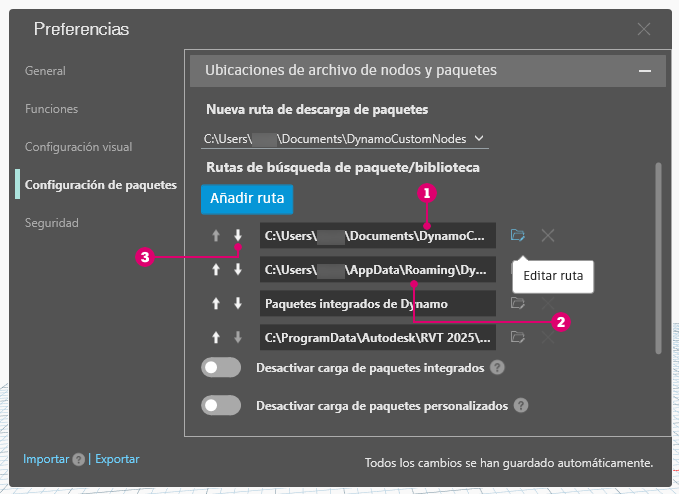 Preferencias
General
Funciones
Configuración visual
Configuración de paquetes
Seguridad
Ubicaciones de archivo de nodos y paquetes
Nueva ruta de descarga de paquetes
C:\Users\ \Documents\DynamoCustomNodes
Rutas de búsqueda de paquete/biblioteca
Añadir ruta
1
C:\Users\ \Documents\DynamoC...
3
C:\Users\ \AppData\Roaming\Dy...
Editar ruta
Paquetes integrados de Dynamo
2
C:\ProgramData\Autodesk\RVT 2025\...
Desactivar carga de paquetes integrados ?
Desactivar carga de paquetes personalizados ?
Importar ? | Exportar
Todos los cambios se han guardado automáticamente.